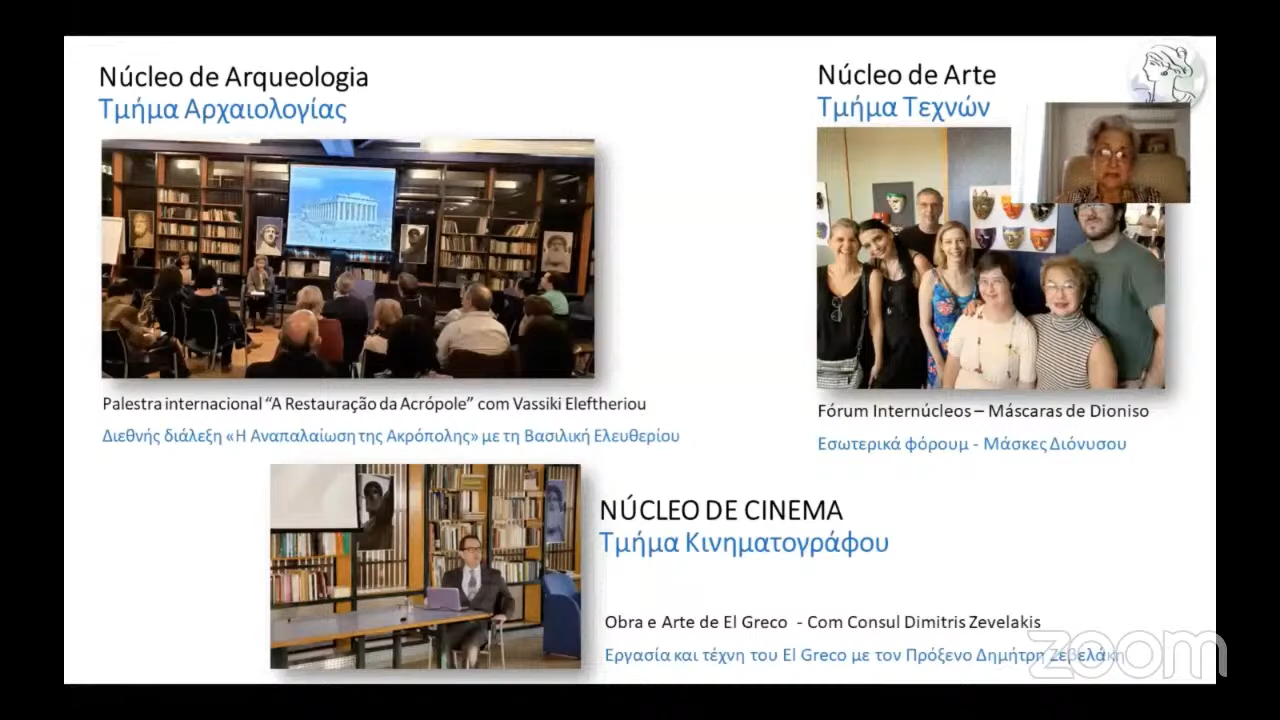 Núcleo de Arqueologia
Τμήμα Αρχαιολογίας
Palestra internacional “A Restauração da Acrópole” com Vassiki Eleftheriou
Διεθνής διάλεξη «Η Αναπαλαίωση της Ακρόπολης» με τη Βασιλική Ελευθερίου
Núcleo de Arte
Τμήμα Τεχνών
Fórum Internúcleos – Máscaras de Dioniso
Εσωτερικά φόρουμ - Μάσκες Διόνυσου
NÚCLEO DE CINEMA
Τμήμα Κινηματογράφου
Obra e Arte de El Greco - Com Consul Dimitris Zevelakis
Εργασία και τέχνη του El Greco με τον Πρόξενο Δημήτρη Ζεβελάκη
zoom